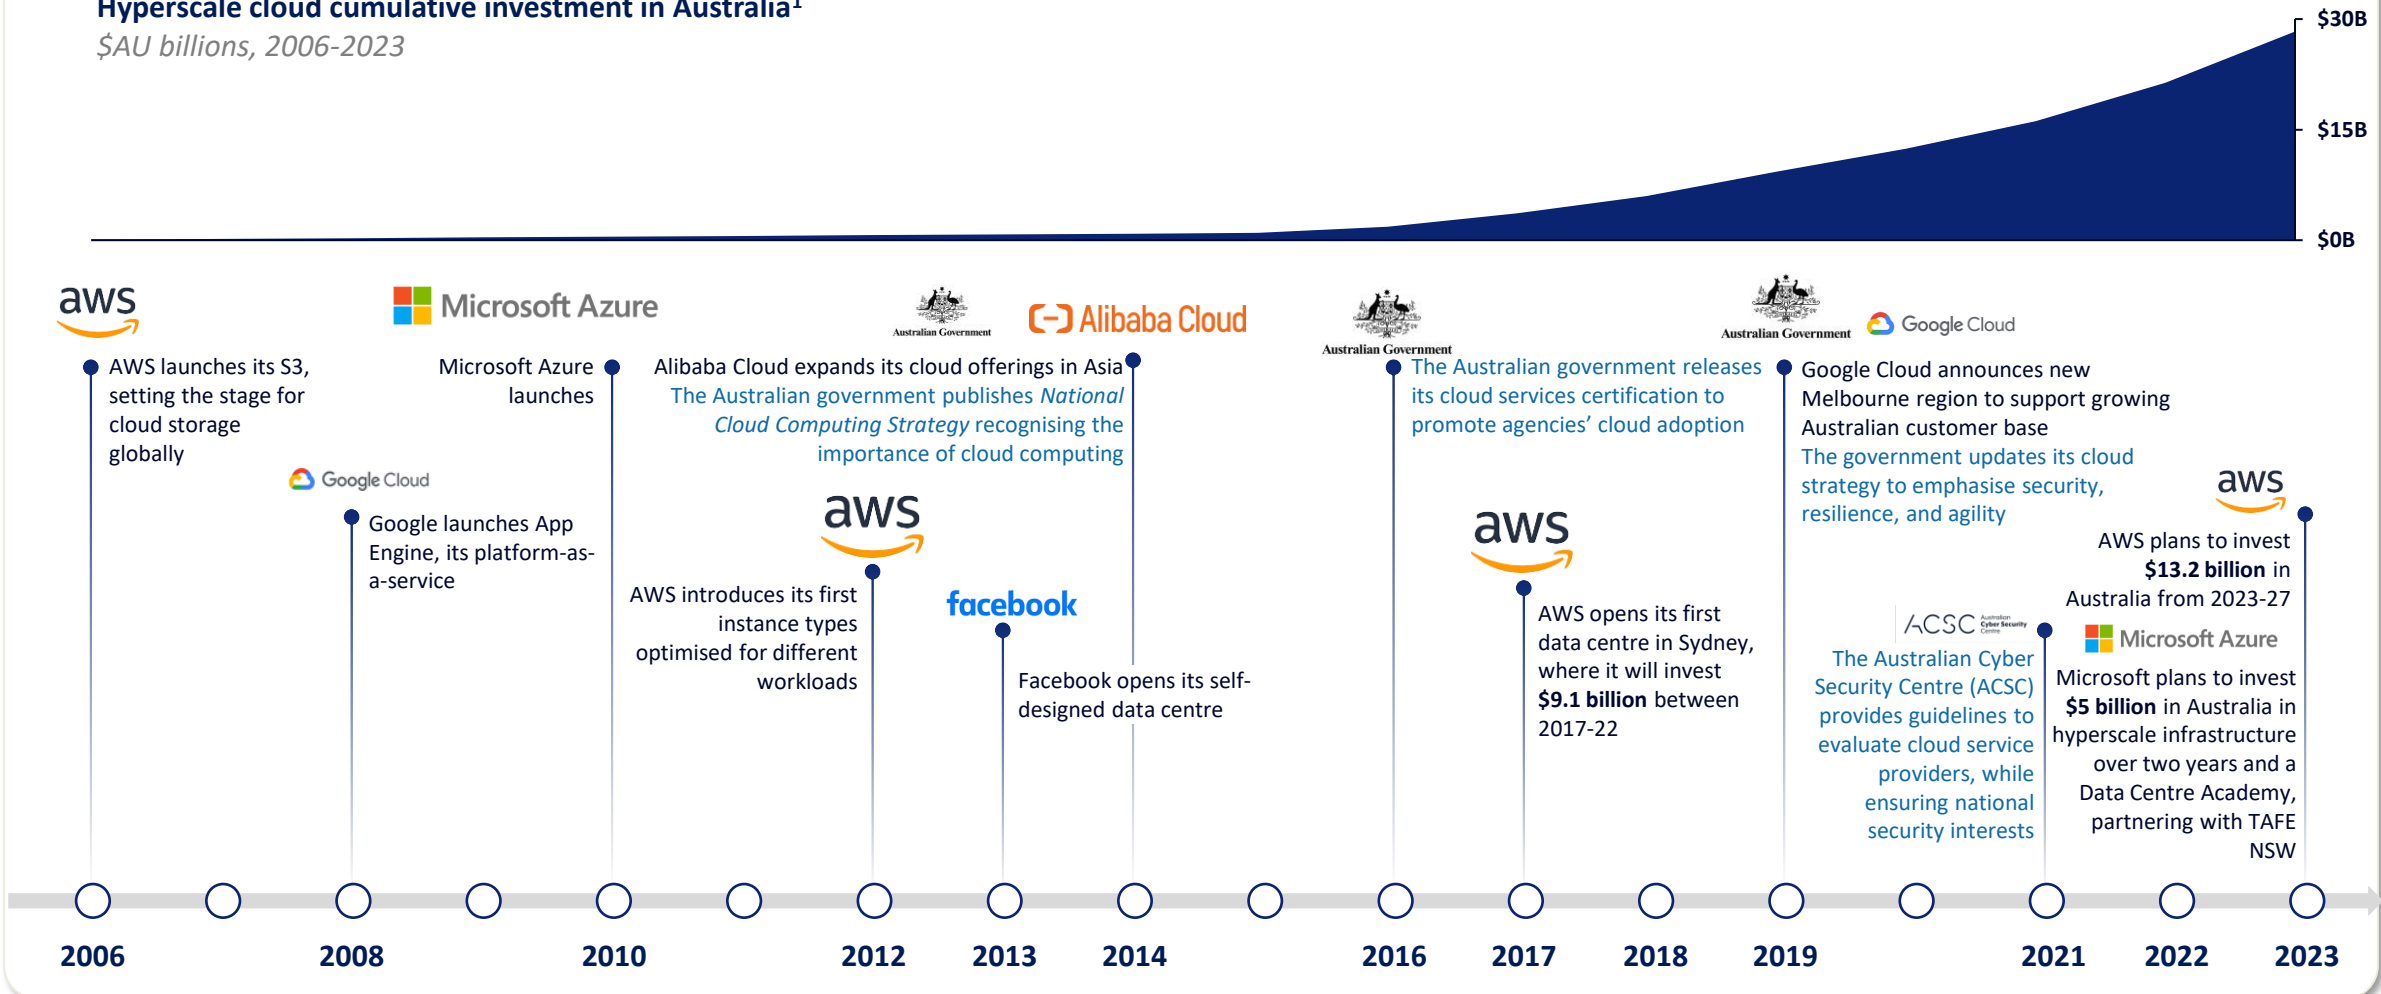 Hyperscale cloud cumulative investment in Australia¹
$AU billions, 2006-2023
$30B
$15B
$0B
aws
AWS launches its S3,
setting the stage for
cloud storage
globally
Google Cloud
Google launches App
Engine, its platform-as-
a-service
Microsoft Azure
Microsoft Azure
launches
Australian Government
Alibaba Cloud
Alibaba Cloud expands its cloud offerings in Asia
The Australian government publishes National
Cloud Computing Strategy recognising the
importance of cloud computing
aws
AWS introduces its first
instance types
optimised for different
workloads
facebook
Facebook opens its self-
designed data centre
Australian Government
The Australian government releases
its cloud services certification to
promote agencies’ cloud adoption
aws
AWS opens its first
data centre in Sydney,
where it will invest
$9.1 billion between
2017-22
Australian Government
Google Cloud
Google Cloud announces new
Melbourne region to support growing
Australian customer base
The government updates its cloud
strategy to emphasise security,
resilience, and agility
ACSC
Australian
Cyber Security
Centre
The Australian Cyber
Security Centre (ACSC)
provides guidelines to
evaluate cloud service
providers, while
ensuring national
security interests
aws
AWS plans to invest
$13.2 billion in
Australia from 2023-27
Microsoft Azure
Microsoft plans to invest
$5 billion in Australia in
hyperscale infrastructure
over two years and a
Data Centre Academy,
partnering with TAFE
NSW
2006
2008
2010
2012
2013
2014
2016
2017
2018
2019
2021
2022
2023